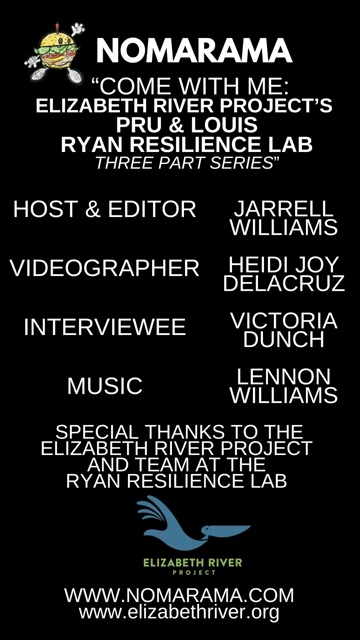 NOMARAMA
“COME WITH ME:
ELIZABETH RIVER PROJECT’S
PRU & LOUIS
RYAN RESILIENCE LAB
THREE PART SERIES”
HOST & EDITOR
JARRELL
WILLIAMS
VIDEOGRAPHER
HEIDI JOY
DELACRUZ
INTERVIEWEE
VICTORIA
DUNCH
MUSIC
LENNON
WILLIAMS
SPECIAL THANKS TO THE
ELIZABETH RIVER PROJECT
AND TEAM AT THE
RYAN RESILIENCE LAB
ELIZABETH RIVER
PROJECT
WWW.NOMARAMA.COM
www.elizabethriver.org